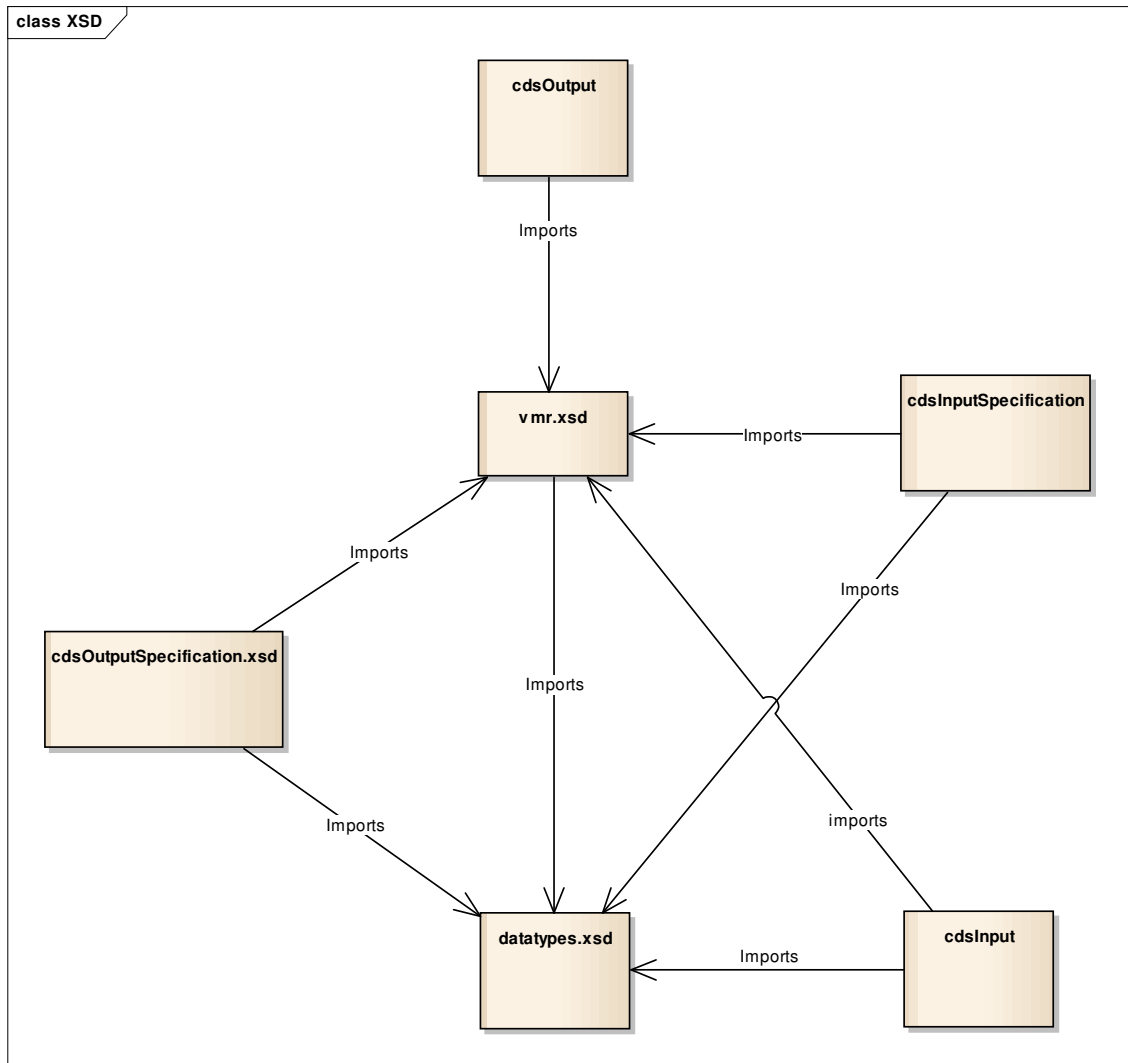 class XSD
cdsOutput
Imports
vmr.xsd
cdsInputSpecification
Imports
Imports
Imports
cdsOutputSpecification.xsd
Imports
Imports
imports
datatypes.xsd
cdsInput
Imports